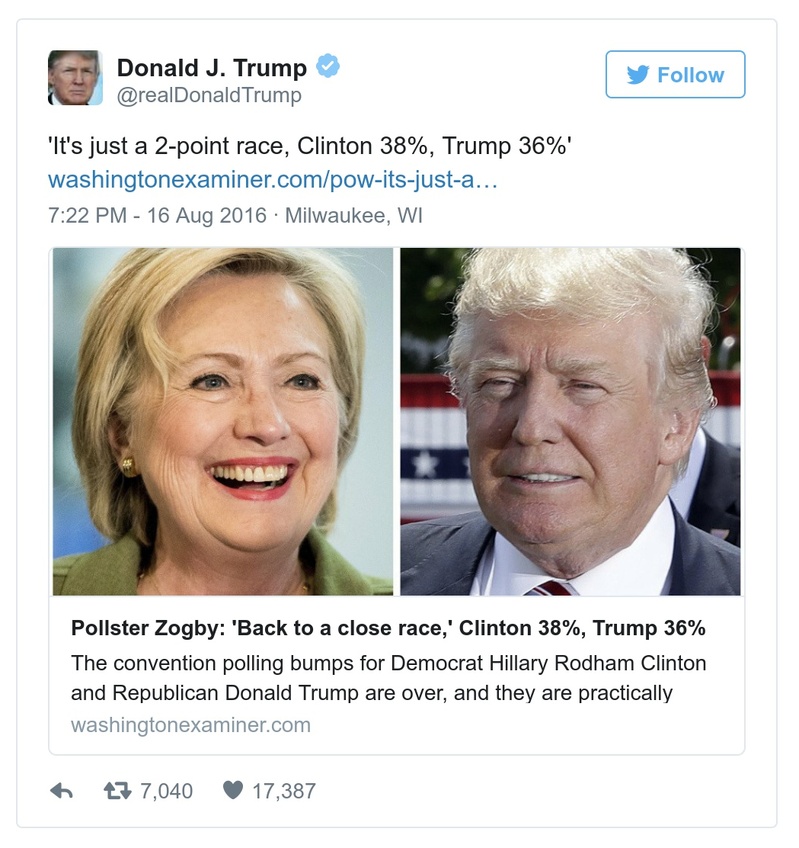 Donald J. Trump
@realDonaldTrump
Follow
'It's just a 2-point race, Clinton 38%, Trump 36%'
washingtonexaminer.com/pow-its-just-a…
7:22 PM - 16 Aug 2016 · Milwaukee, WI
Pollster Zogby: 'Back to a close race,' Clinton 38%, Trump 36%
The convention polling bumps for Democrat Hillary Rodham Clinton
and Republican Donald Trump are over, and they are practically
washingtonexaminer.com
7,040 17,387